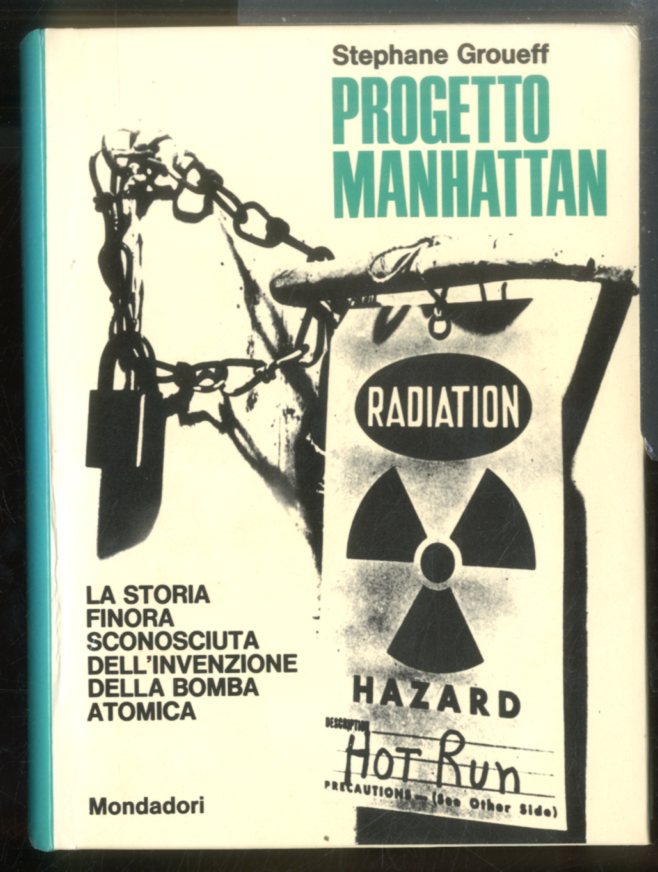 Stephane Groueff
PROGETTO
MANHATTAN
RADIATION
HAZARD
DESCRIPTION
Hot Run
PRECAUTIONS — (See Other Side)
LA STORIA
FINORA
SCONOSCIUTA
DELL'INVENZIONE
DELLA BOMBA
ATOMICA
Mondadori